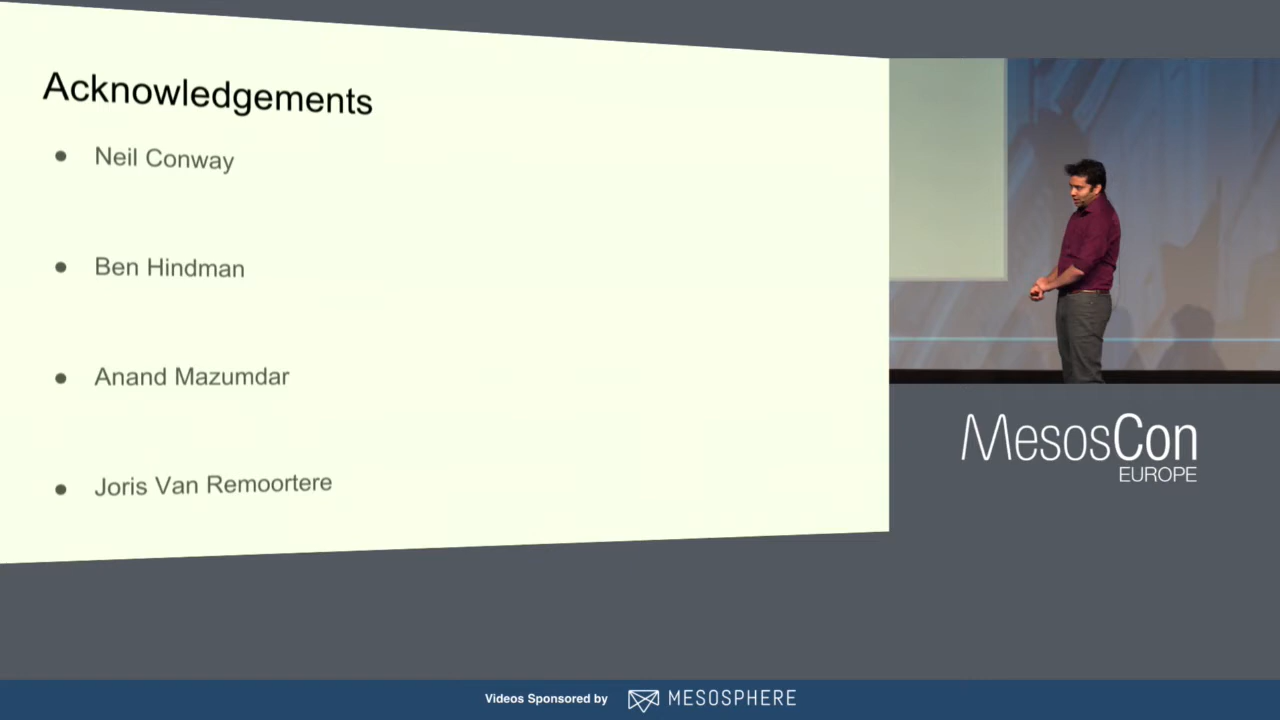 Acknowledgements
● Neil Conway
● Ben Hindman
● Anand Mazumdar
● Joris Van Remoortere
MesosCon
EUROPE
Videos Sponsored by MESOSPHERE